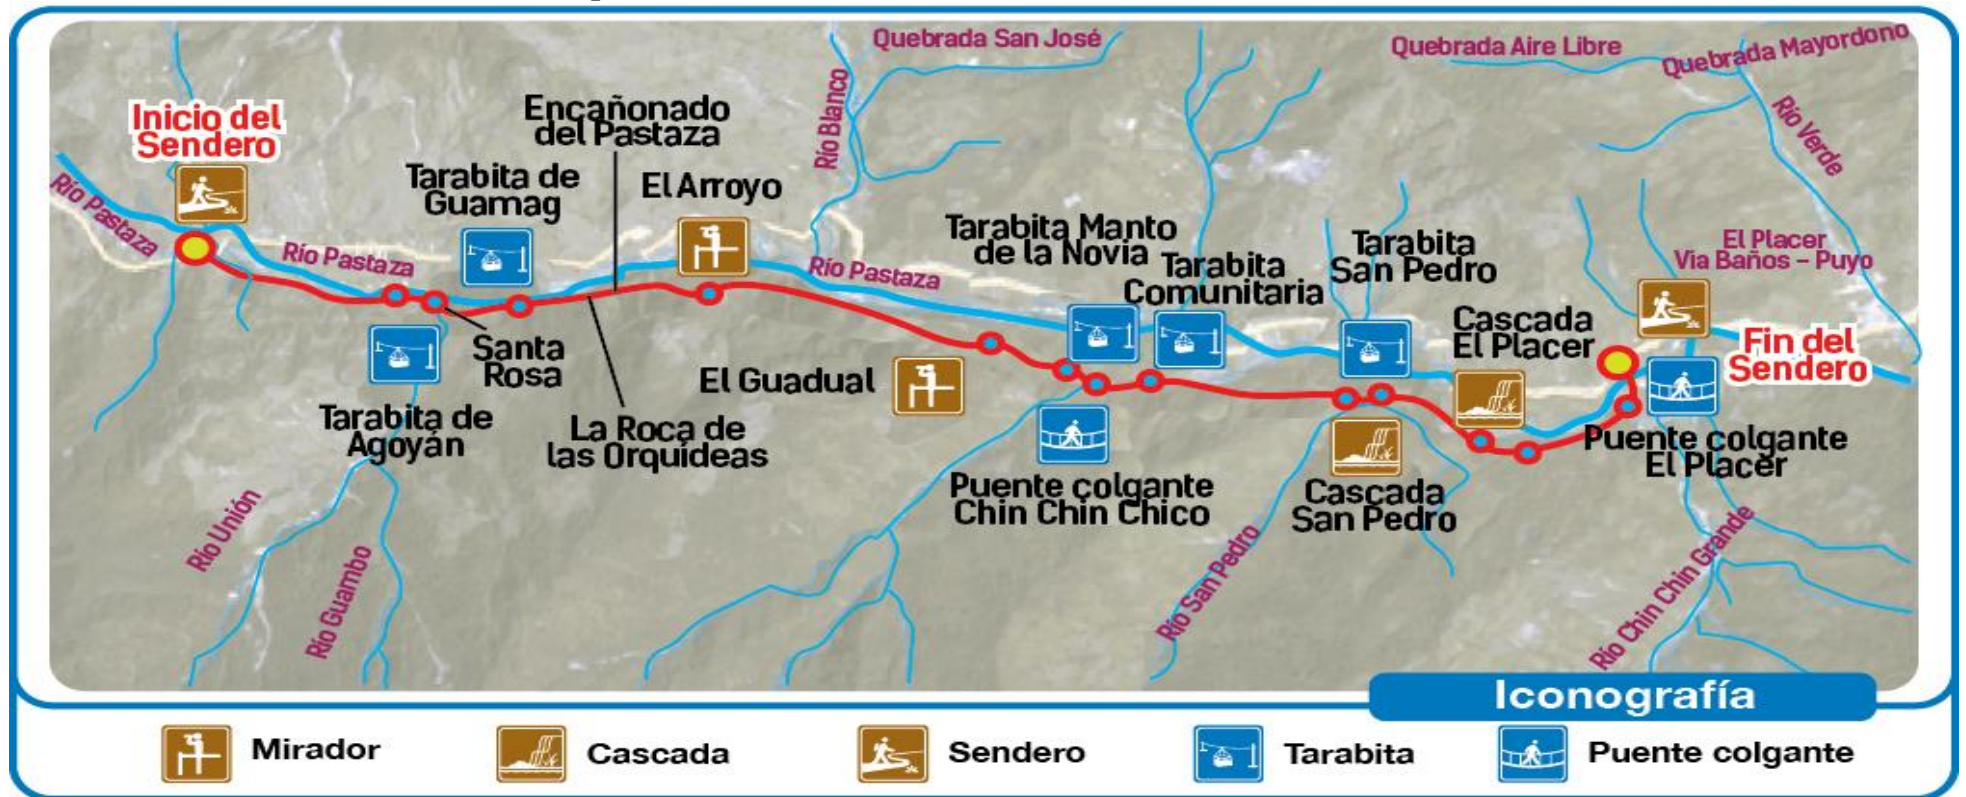 Quebrada San José
Quebrada Aire Libre
Quebrada Mayordono
Río Blanco
Río Verde
Inicio del
Sendero
Encañonado
del Pastaza
Tarabita de
Guamag
El Arroyo
Río Pastaza
Río Pastaza
Río Pastaza
Tarabita Manto
de la Novia
Tarabita
Comunitaria
Tarabita
San Pedro
El Placer
Via Baños - Puyo
Cascada
El Placer
Fin del
Sendero
Santa
Rosa
El Guadual
Tarabita de
Agoyán
La Roca de
las Orquideas
Puente colgante
Chin Chin Chico
Cascada
San Pedro
Puente colgante
El Placer
Río Unión
Río Guambo
Río San Pedro
Río Chin Chin Grande
Iconografía
Mirador
Cascada
Sendero
Tarabita
Puente colgante